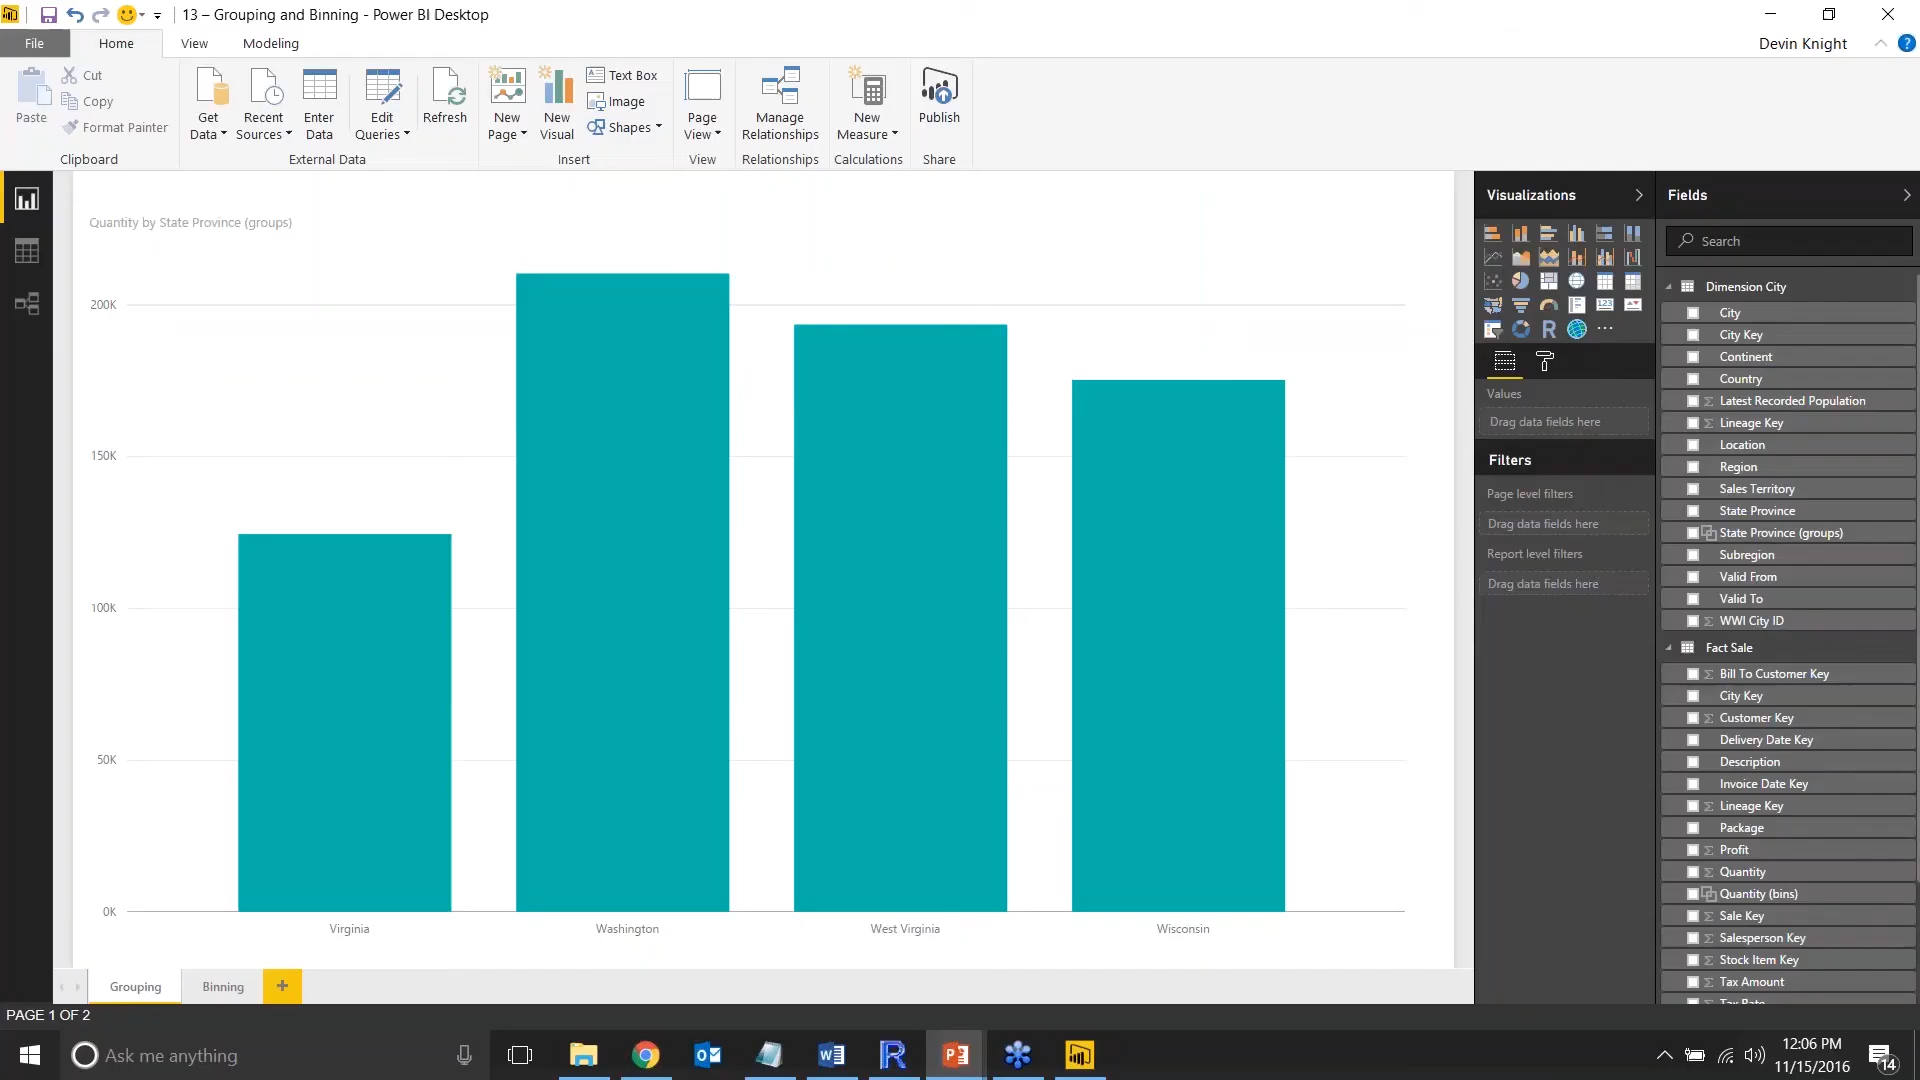 13 – Grouping and Binning - Power BI Desktop
File
Home
View
Modeling
Devin Knight
?
Paste
Cut
Copy
Format Painter
Clipboard
Get Data
Recent Sources
Enter Data
Edit Queries
Refresh
External Data
New Page
New Visual
Text Box
Image
Shapes
Insert
Page View
View
Manage Relationships
Relationships
New Measure
Calculations
Publish
Share
Quantity by State Province (groups)
200K
150K
100K
50K
0K
Virginia
Washington
West Virginia
Wisconsin
Visualizations
123
R
Values
Drag data fields here
Filters
Page level filters
Drag data fields here
Report level filters
Drag data fields here
Fields
Search
Dimension City
City
City Key
Continent
Country
Σ Latest Recorded Population
Σ Lineage Key
Location
Region
Sales Territory
State Province
State Province (groups)
Subregion
Valid From
Valid To
Σ WWI City ID
Fact Sale
Σ Bill To Customer Key
City Key
Σ Customer Key
Delivery Date Key
Description
Invoice Date Key
Σ Lineage Key
Package
Σ Profit
Σ Quantity
Quantity (bins)
Σ Sale Key
Σ Salesperson Key
Σ Stock Item Key
Σ Tax Amount
Σ Tax Rate
Grouping
Binning
+
PAGE 1 OF 2
Ask me anything
12:06 PM
11/15/2016
14